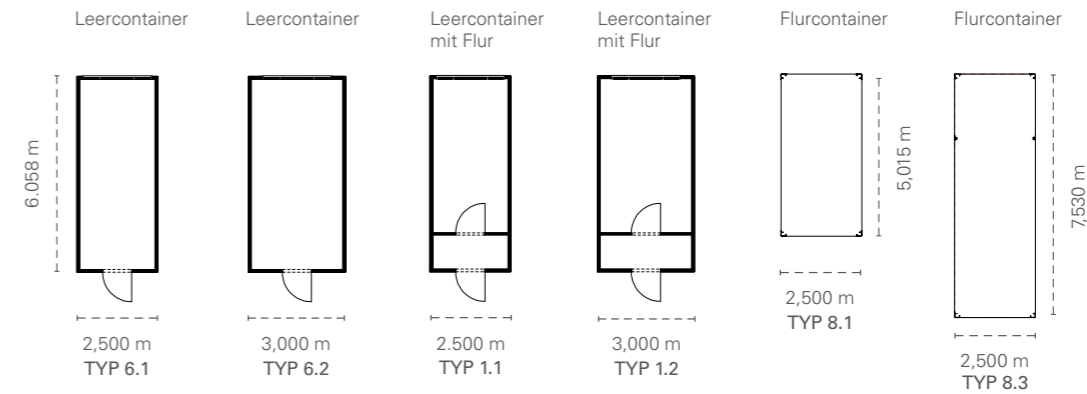 Leercontainer
Leercontainer
Leercontainer
mit Flur
Leercontainer
mit Flur
Flurcontainer
Flurcontainer
6.058 m
5,015 m
7,530 m
2,500 m
TYP 6.1
3,000 m
TYP 6.2
2.500 m
TYP 1.1
3,000 m
TYP 1.2
2,500 m
TYP 8.1
2,500 m
TYP 8.3